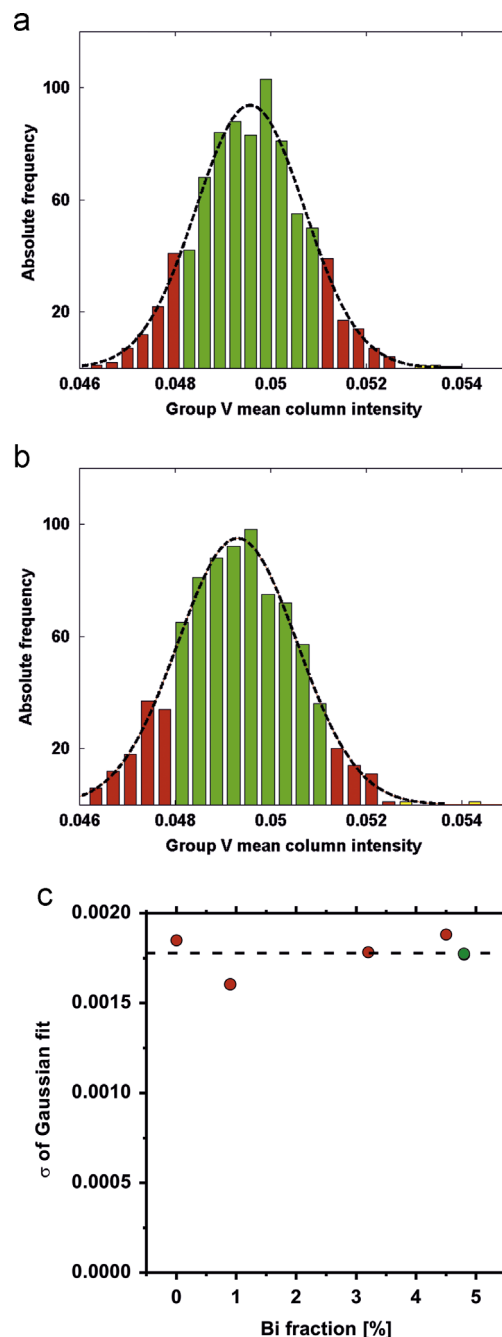 a
100
60
20
Absolute frequency
0.046 0.048 0.05 0.052 0.054
Group V mean column intensity
b
100
60
20
Absolute frequency
0.046 0.048 0.05 0.052 0.054
Group V mean column intensity
c
0.0020
0.0015
0.0010
0.0005
0.0000
σ of Gaussian fit
0 1 2 3 4 5
Bi fraction [%]